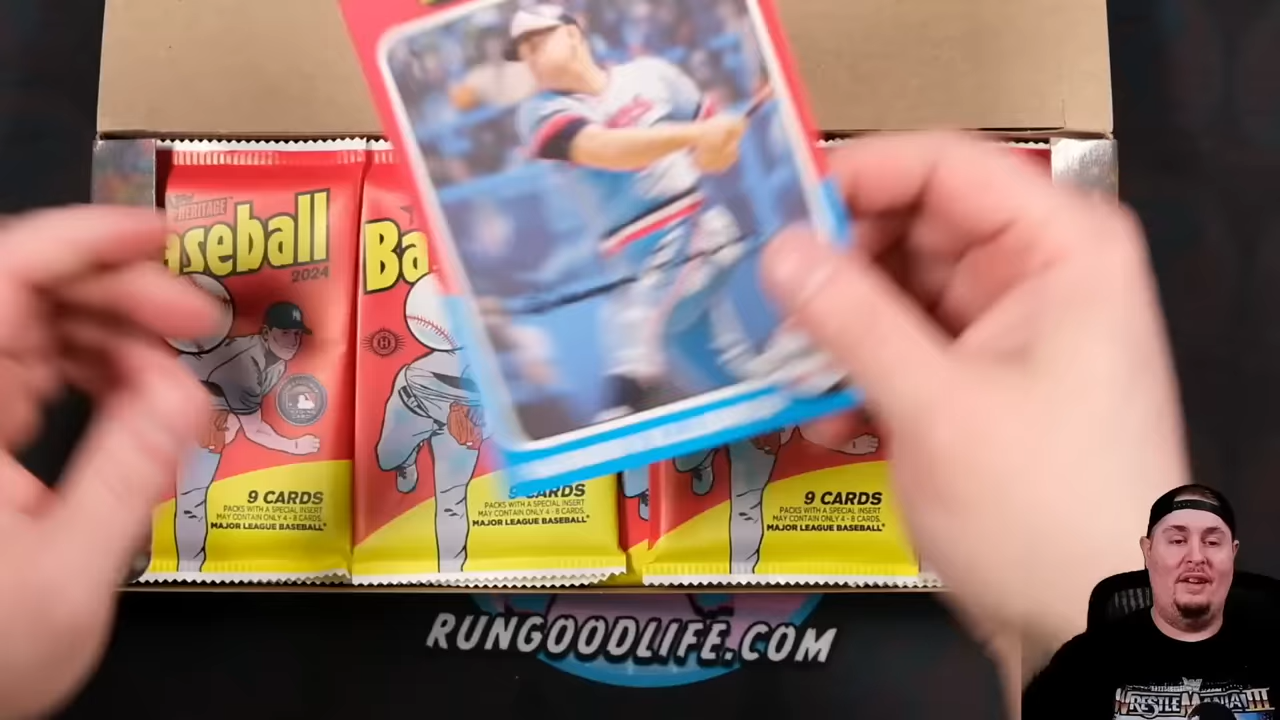 HERITAGE
aseball
2024
Ba
9 CARDS
PACKS WITH A SPECIAL INSERT
MAY CONTAIN ONLY 4 - 8 CARDS.
MAJOR LEAGUE BASEBALL®
9 CARDS
PACKS WITH A SPECIAL INSERT
MAY CONTAIN ONLY 4 - 8 CARDS.
MAJOR LEAGUE BASEBALL®
9 CARDS
PACKS WITH A SPECIAL INSERT
MAY CONTAIN ONLY 4 - 8 CARDS.
MAJOR LEAGUE BASEBALL®
RUNGOODLIFE.COM
WRESTLEMANIA III